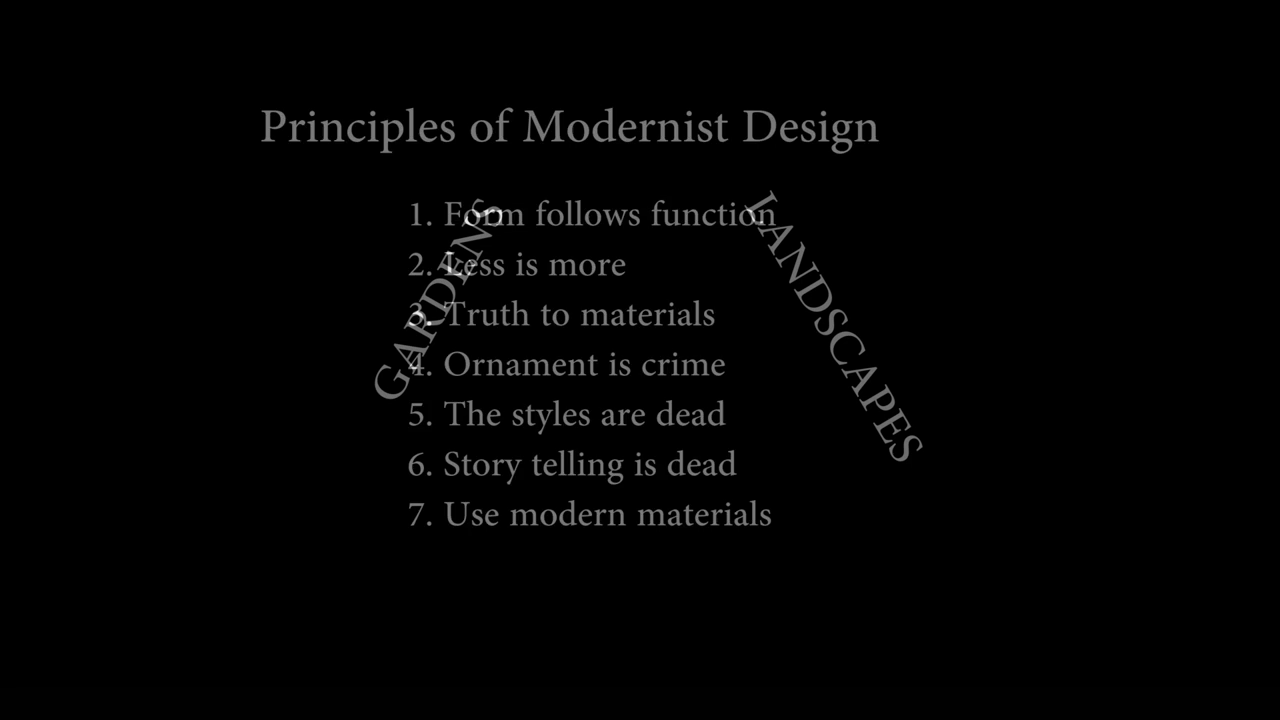 Principles of Modernist Design
1. Form follows function
2. Less is more
3. Truth to materials
4. Ornament is crime
5. The styles are dead
6. Story telling is dead
7. Use modern materials
GARDENS
LANDSCAPES